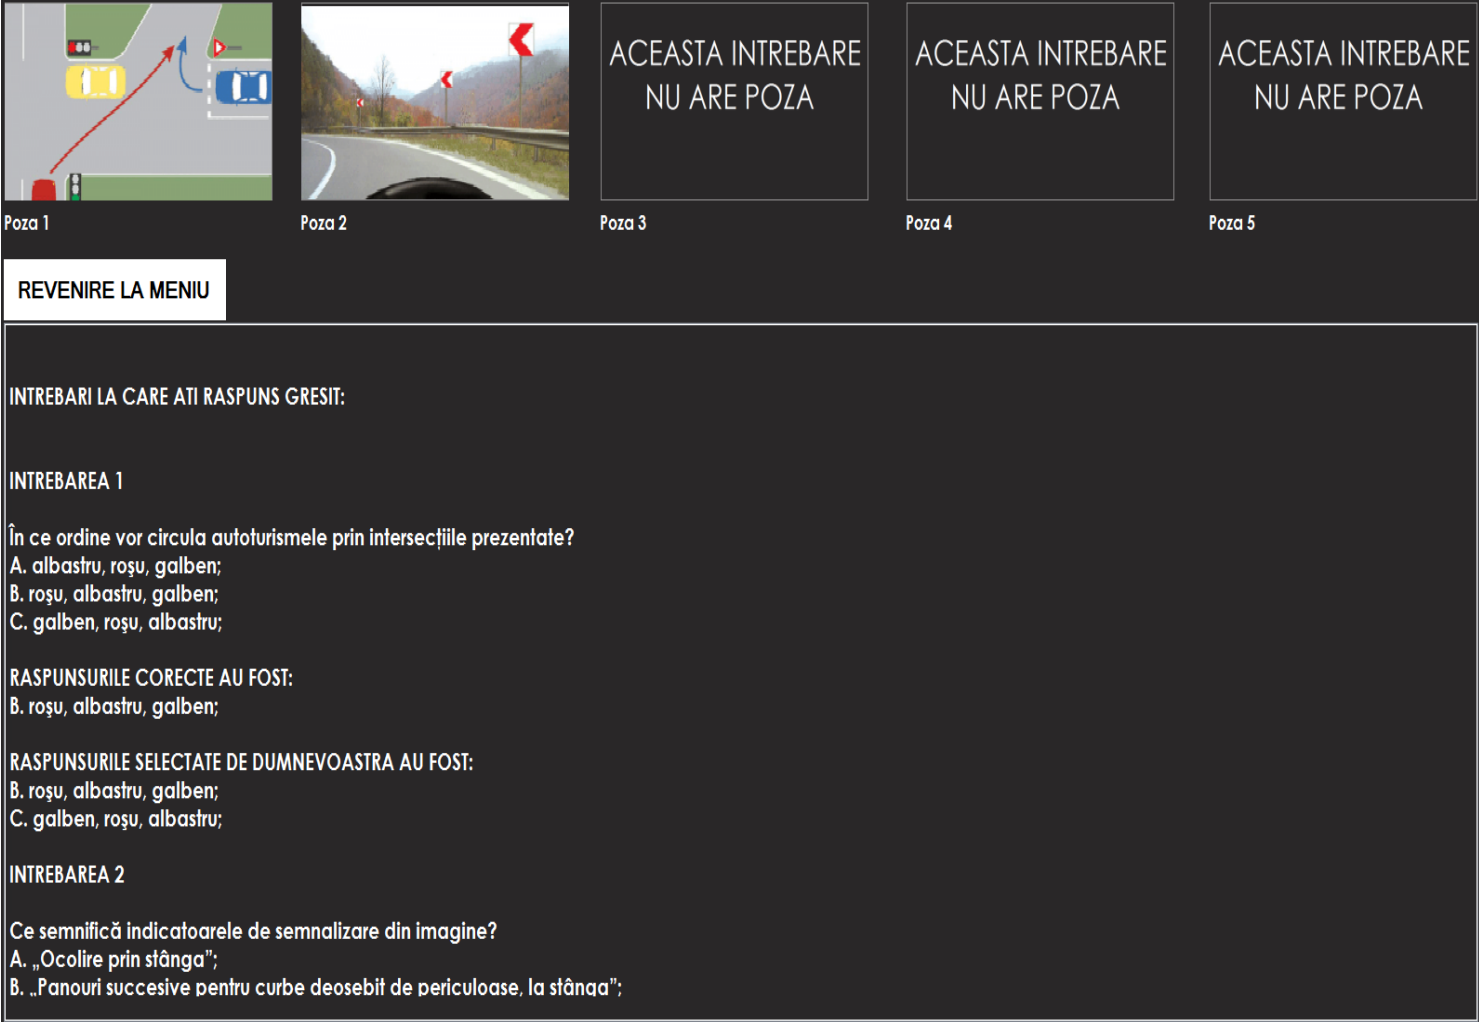 ACEASTA INTREBARE
NU ARE POZA
ACEASTA INTREBARE
NU ARE POZA
ACEASTA INTREBARE
NU ARE POZA
Poza 1
Poza 2
Poza 3
Poza 4
Poza 5
REVENIRE LA MENIU
INTREBARI LA CARE ATI RASPUNS GRESIT:
INTREBAREA 1
În ce ordine vor circula autoturismele prin intersecțiile prezentate?
A. albastru, roşu, galben;
B. roşu, albastru, galben;
C. galben, roşu, albastru;
RASPUNSURILE CORECTE AU FOST:
B. roşu, albastru, galben;
RASPUNSURILE SELECTATE DE DUMNEVOASTRA AU FOST:
B. roşu, albastru, galben;
C. galben, roşu, albastru;
INTREBAREA 2
Ce semnifică indicatoarele de semnalizare din imagine?
A. „Ocolire prin stânga”;
B. „Panouri succesive pentru curbe deosebit de periculoase, la stânga”;